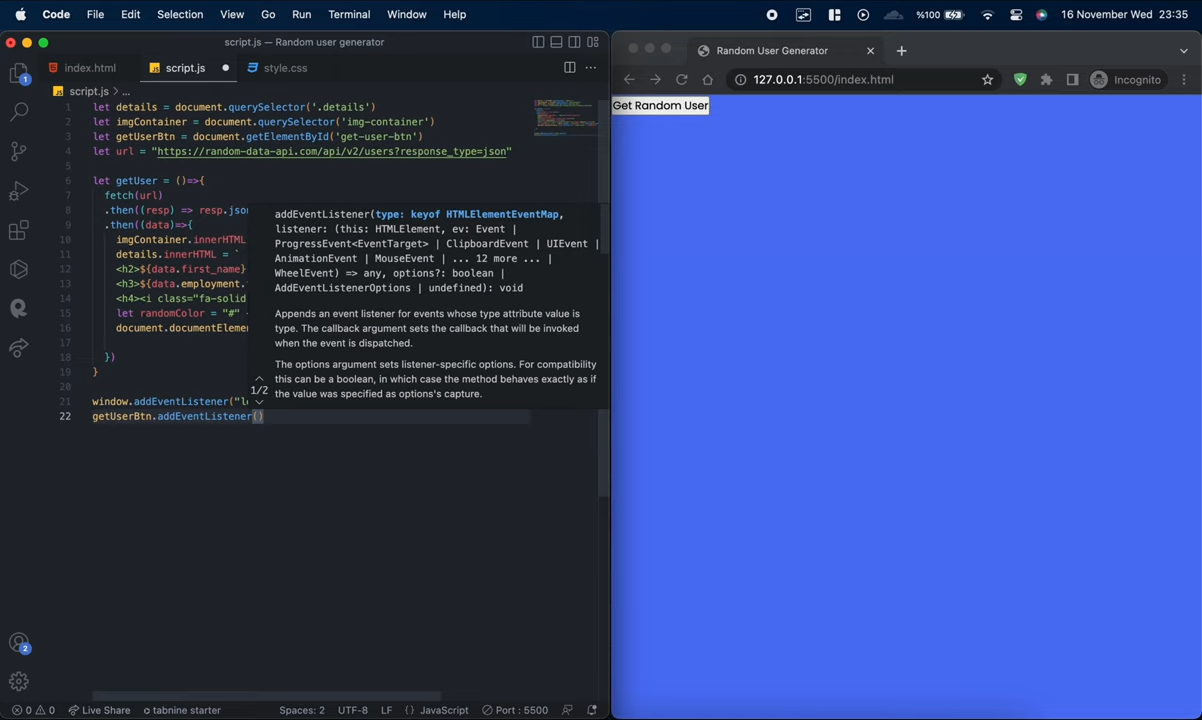 Code File Edit Selection View Go Run Terminal Window Help %100 16 November Wed 23:35
script.js — Random user generator
index.html script.js style.css
script.js > ...
1 let details = document.querySelector('.details')
2 let imgContainer = document.querySelector('img-container')
3 let getUserBtn = document.getElementById('get-user-btn')
4 let url = "https://random-data-api.com/api/v2/users?response_type=json"
5
6 let getUser = ()=>{
7 fetch(url)
8 .then((resp) => resp.jso
9 .then((data)=>{
10 imgContainer.innerHTML
11 details.innerHTML = `
12 <h2>${data.first_name}
13 <h3>${data.employment.
14 <h4><i class="fa-solid
15 let randomColor = "#"
16 document.documentElemen
17
18 })
19 }
20
21 window.addEventListener("l
22 getUserBtn.addEventListener()
addEventListener(type: keyof HTMLElementEventMap,
listener: (this: HTMLElement, ev: Event |
ProgressEvent<EventTarget> | ClipboardEvent | UIEvent |
AnimationEvent | MouseEvent | ... 12 more ... |
WheelEvent) => any, options?: boolean |
AddEventListenerOptions | undefined): void
Appends an event listener for events whose type attribute value is
type. The callback argument sets the callback that will be invoked
when the event is dispatched.
The options argument sets listener-specific options. For compatibility
this can be a boolean, in which case the method behaves exactly as if
the value was specified as options's capture.
1/2
1
2
0 0 Live Share tabnine starter Spaces: 2 UTF-8 LF {} JavaScript Port : 5500
Random User Generator
127.0.0.1:5500/index.html Incognito
Get Random User